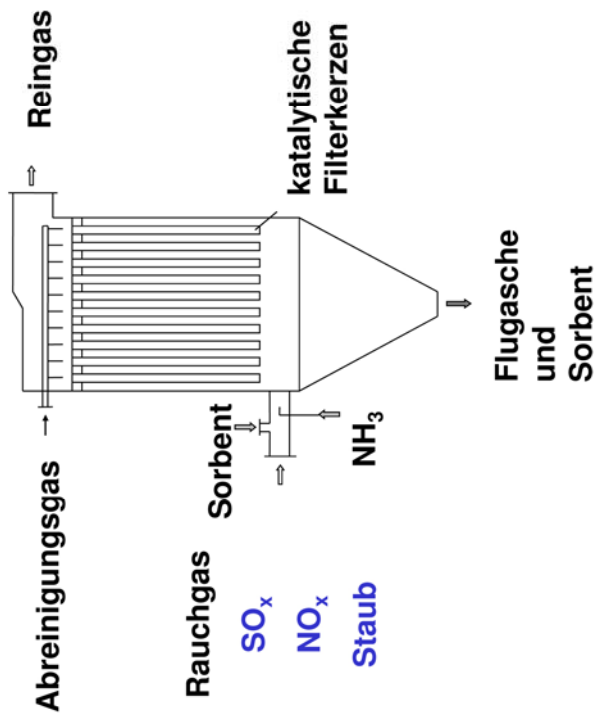 Abreinigungsgas
Reingas
Rauchgas
SOₓ
NOₓ
Staub
Sorbent
NH₃
katalytische
Filterkerzen
Flugasche
und
Sorbent